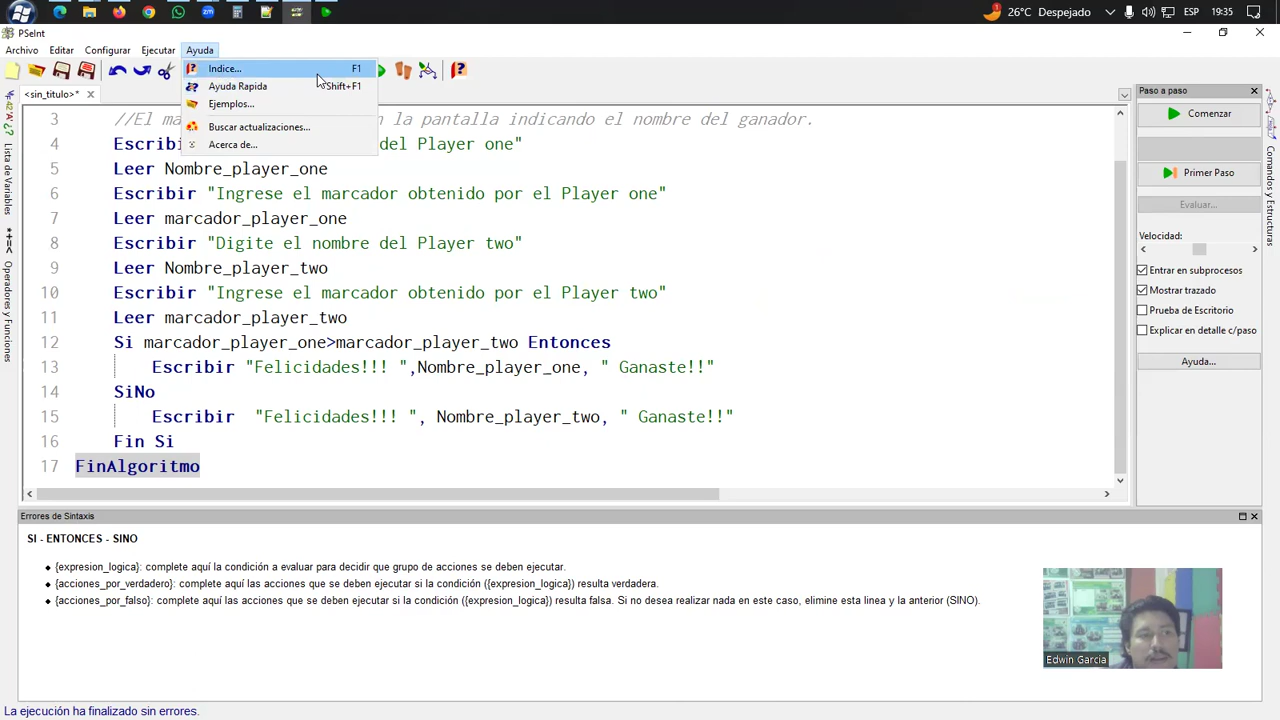 26°C Despejado
ESP
19:35
PSeInt
Archivo Editar Configurar Ejecutar Ayuda
Indice... F1
Ayuda Rapida Shift+F1
Ejemplos...
Buscar actualizaciones...
Acerca de...
<sin_titulo>*
3 //El ma n la pantalla indicando el nombre del ganador.
4 Escribi del Player one"
5 Leer Nombre_player_one
6 Escribir "Ingrese el marcador obtenido por el Player one"
7 Leer marcador_player_one
8 Escribir "Digite el nombre del Player two"
9 Leer Nombre_player_two
10 Escribir "Ingrese el marcador obtenido por el Player two"
11 Leer marcador_player_two
12 Si marcador_player_one>marcador_player_two Entonces
13 Escribir "Felicidades!!! ",Nombre_player_one, " Ganaste!!"
14 SiNo
15 Escribir "Felicidades!!! ", Nombre_player_two, " Ganaste!!"
16 Fin Si
17 FinAlgoritmo
Lista de Variables
Operadores y Funciones
Paso a paso
Comenzar
Primer Paso
Evaluar...
Velocidad:
Entrar en subprocesos
Mostrar trazado
Prueba de Escritorio
Explicar en detalle c/paso
Ayuda...
Comandos y Estructuras
Errores de Sintaxis
SI - ENTONCES - SINO
{expresion_logica}: complete aquí la condición a evaluar para decidir que grupo de acciones se deben ejecutar.
{acciones_por_verdadero}: complete aquí las acciones que se deben ejecutar si la condición ({expresion_logica}) resulta verdadera.
{acciones_por_falso}: complete aquí las acciones que se deben ejecutar si la condición ({expresion_logica}) resulta falsa. Si no desea realizar nada en este caso, elimine esta linea y la anterior (SINO).
Edwin Garcia
La ejecución ha finalizado sin errores.